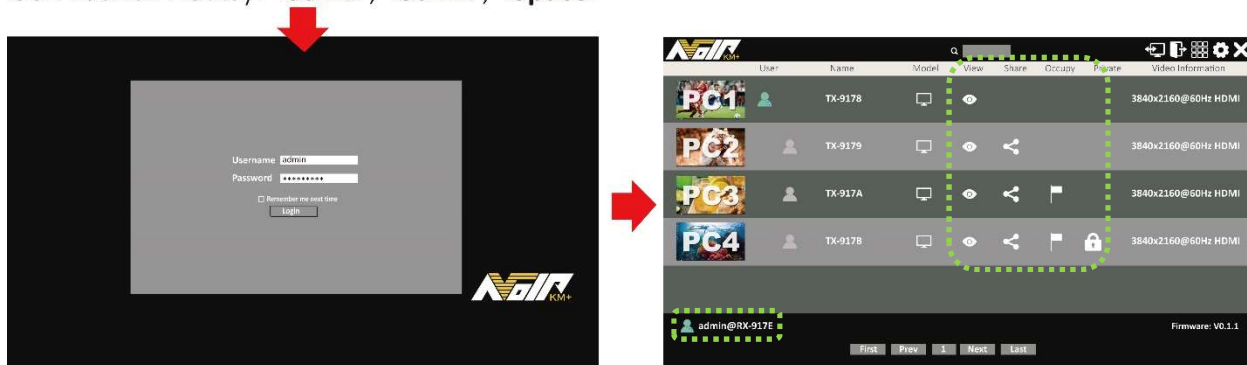 Username admin
Password *********
Remember me next time
Login
KM+
KM+
User Name Model View Share Occupy Private Video Information
PC1 TX-9178 3840x2160@60Hz HDMI
PC2 TX-9179 3840x2160@60Hz HDMI
PC3 TX-917A 3840x2160@60Hz HDMI
PC4 TX-917B 3840x2160@60Hz HDMI
admin@RX-917E Firmware: V0.1.1
First Prev 1 Next Last